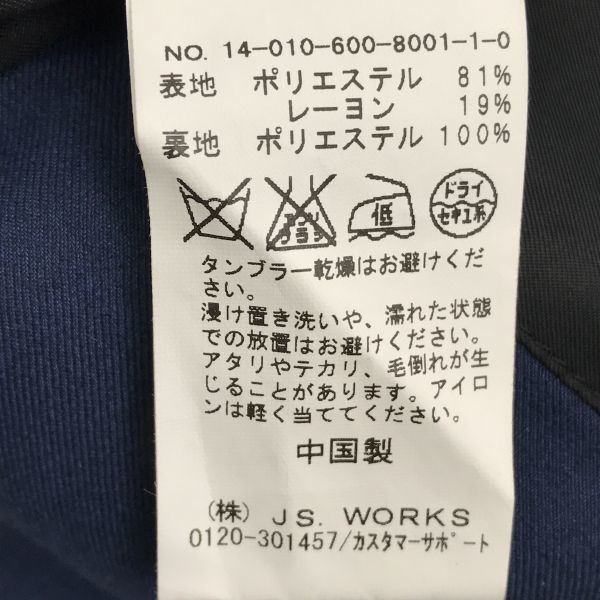 NO. 14-010-600-8001-1-0
表地 ポリエステル 81%
レーヨン 19%
裏地 ポリエステル 100%
エンソ
サラシ
低
ドライ
セキユ系
タンブラー乾燥はお避けくだ
さい。
浸け置き洗いや、濡れた状態
での放置はお避けください。
アタリやテカリ、毛倒れが生
じることがあります。アイロ
ンは軽く当ててください。
中国製
(株) J.S. WORKS
0120-301457/カスタマーサポート